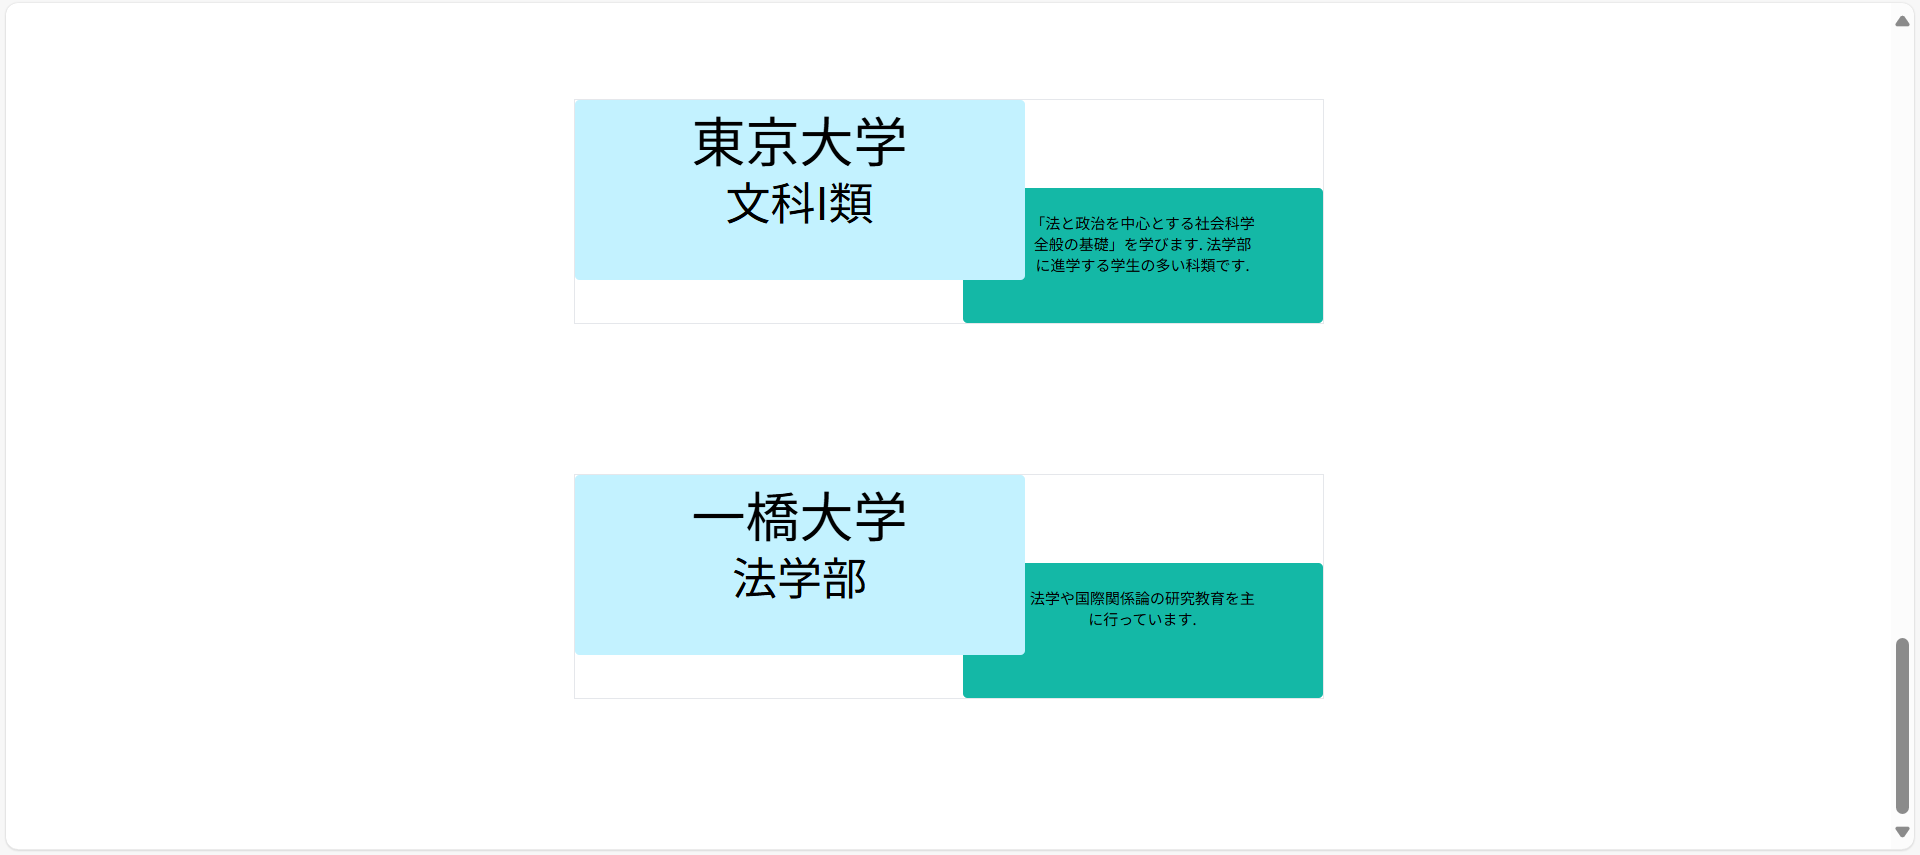 東京大学
文科I類
「法と政治を中心とする社会科学
全般の基礎」を学びます. 法学部
に進学する学生の多い科類です.
一橋大学
法学部
法学や国際関係論の研究教育を主
に行っています.